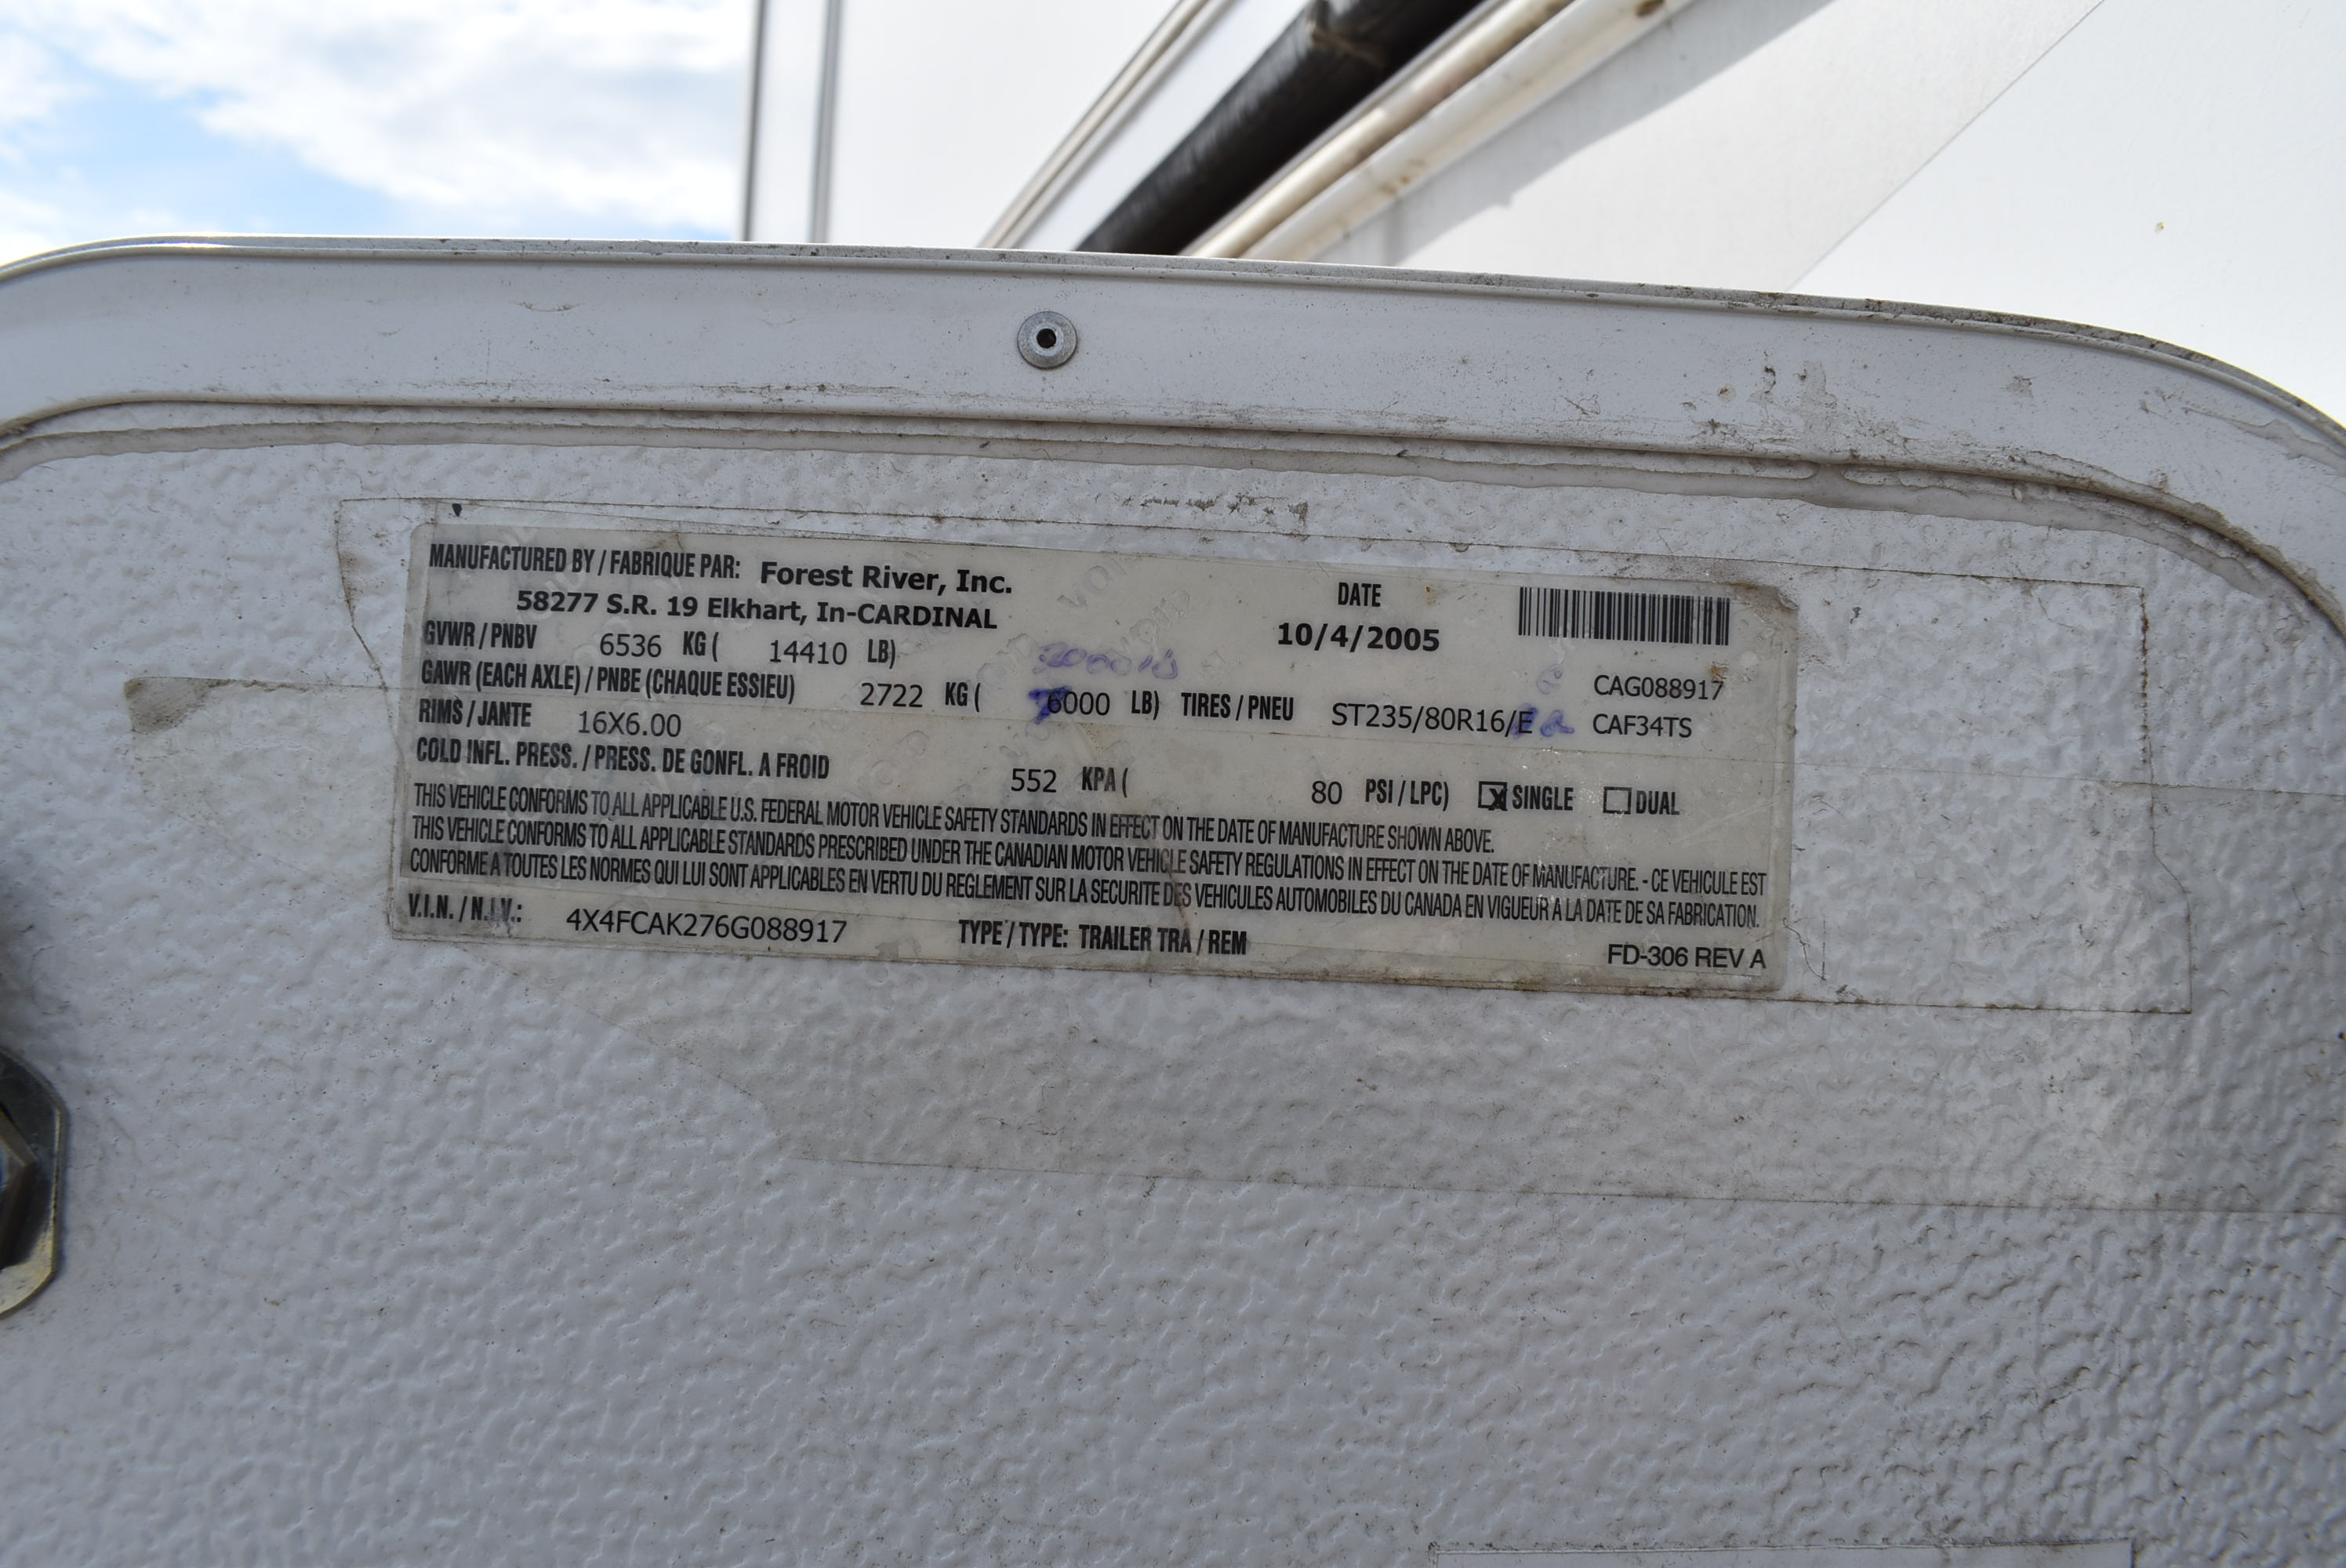 MANUFACTURED BY / FABRIQUE PAR: Forest River, Inc.
58277 S.R. 19 Elkhart, In-CARDINAL
DATE
10/4/2005
GVWR / PNBV 6536 KG ( 14410 LB)
CAG088917
GAWR (EACH AXLE) / PNBE (CHAQUE ESSIEU) 2722 KG ( 6000 LB) TIRES / PNEU ST235/80R16/E CAF34TS
RIMS / JANTE 16X6.00
COLD INFL. PRESS. / PRESS. DE GONFL. A FROID 552 KPA ( 80 PSI / LPC) X SINGLE DUAL
THIS VEHICLE CONFORMS TO ALL APPLICABLE U.S. FEDERAL MOTOR VEHICLE SAFETY STANDARDS IN EFFECT ON THE DATE OF MANUFACTURE SHOWN ABOVE.
THIS VEHICLE CONFORMS TO ALL APPLICABLE STANDARDS PRESCRIBED UNDER THE CANADIAN MOTOR VEHICLE SAFETY REGULATIONS IN EFFECT ON THE DATE OF MANUFACTURE. - CE VEHICULE EST
CONFORME A TOUTES LES NORMES QUI LUI SONT APPLICABLES EN VERTU DU REGLEMENT SUR LA SECURITE DES VEHICULES AUTOMOBILES DU CANADA EN VIGUEUR A LA DATE DE SA FABRICATION.
V.I.N. / N.I.V.: 4X4FCAK276G088917 TYPE / TYPE: TRAILER TRA / REM FD-306 REV A